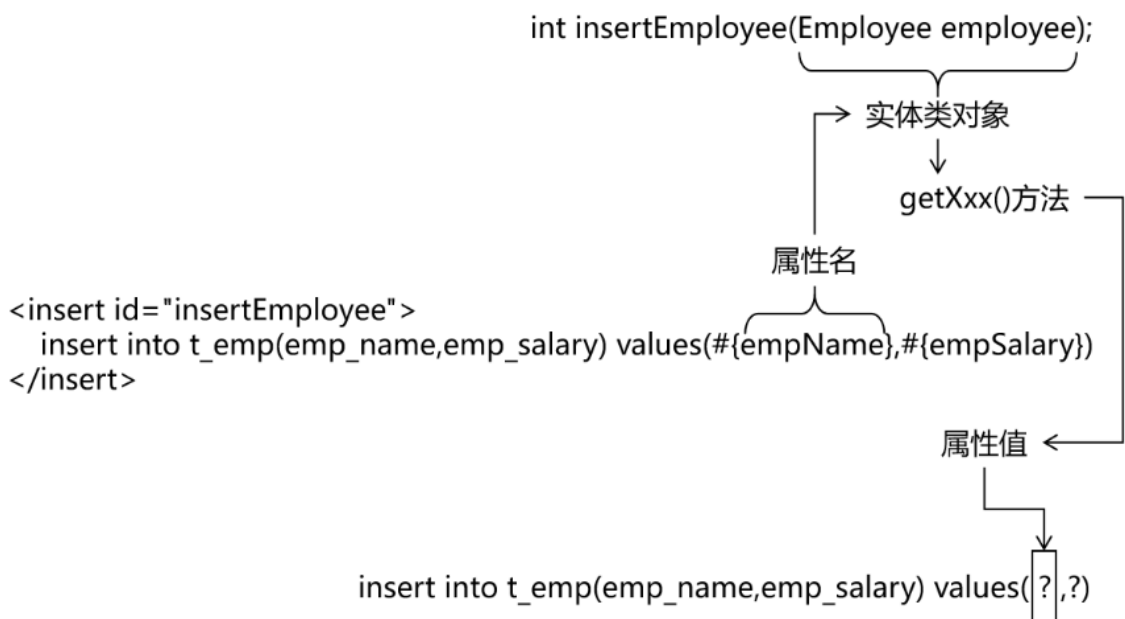 int insertEmployee(Employee employee);
实体类对象
getXxx()方法
属性名
<insert id="insertEmployee">
insert into t_emp(emp_name,emp_salary) values(#{empName},#{empSalary})
</insert>
属性值
insert into t_emp(emp_name,emp_salary) values(?,?)